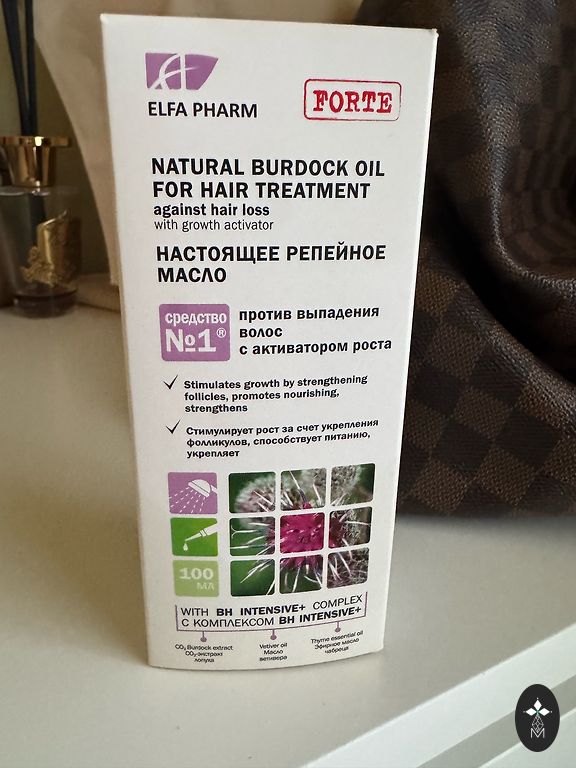 ELFA PHARM
FORTE
NATURAL BURDOCK OIL
FOR HAIR TREATMENT
against hair loss
with growth activator
НАСТОЯЩЕЕ РЕПЕЙНОЕ
МАСЛО
средство
№1®
против выпадения
волос
с активатором роста
Stimulates growth by strengthening
follicles, promotes nourishing,
strengthens
Стимулирует рост за счет укрепления
фолликулов, способствует питанию,
укрепляет
100
МЛ
WITH BH INTENSIVE+ COMPLEX
С КОМПЛЕКСОМ BH INTENSIVE+
CO₂ Burdock extract
CO₂-экстракт
лопуха
Vetiver oil
Масло
ветивера
Thyme essential oil
Эфирное масло
чабреца
M